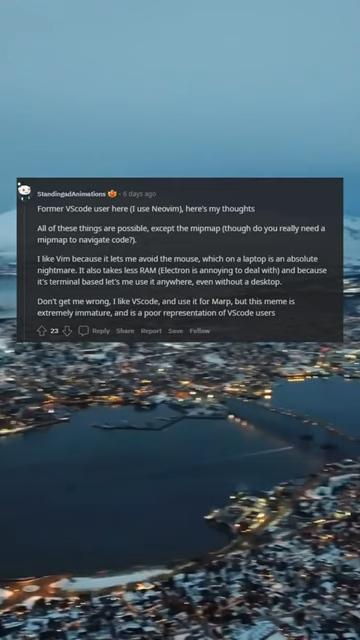 StandingadAnimations • 6 days ago
Former VScode user here (I use Neovim), here's my thoughts
All of these things are possible, except the mipmap (though do you really need a
mipmap to navigate code?).
I like Vim because it lets me avoid the mouse, which on a laptop is an absolute
nightmare. It also takes less RAM (Electron is annoying to deal with) and because
it's terminal based let's me use it anywhere, even without a desktop.
Don't get me wrong, I like VScode, and use it for Marp, but this meme is
extremely immature, and is a poor representation of VScode users
23 Reply Share Report Save Follow